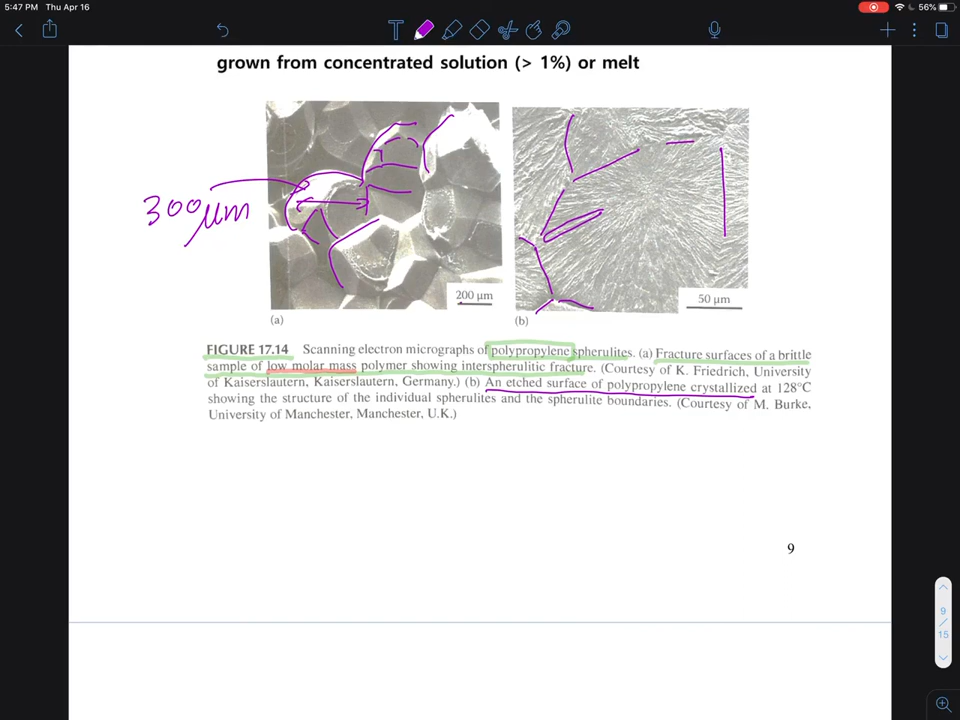 5:47 PM Thu Apr 16
56%
T
grown from concentrated solution (> 1%) or melt
300μm
200 μm
50 μm
(a)
(b)
FIGURE 17.14 Scanning electron micrographs of polypropylene spherulites. (a) Fracture surfaces of a brittle
sample of low molar mass polymer showing interspherulitic fracture. (Courtesy of K. Friedrich, University
of Kaiserslautern, Kaiserslautern, Germany.) (b) An etched surface of polypropylene crystallized at 128°C
showing the structure of the individual spherulites and the spherulite boundaries. (Courtesy of M. Burke,
University of Manchester, Manchester, U.K.)
9
9
/
15